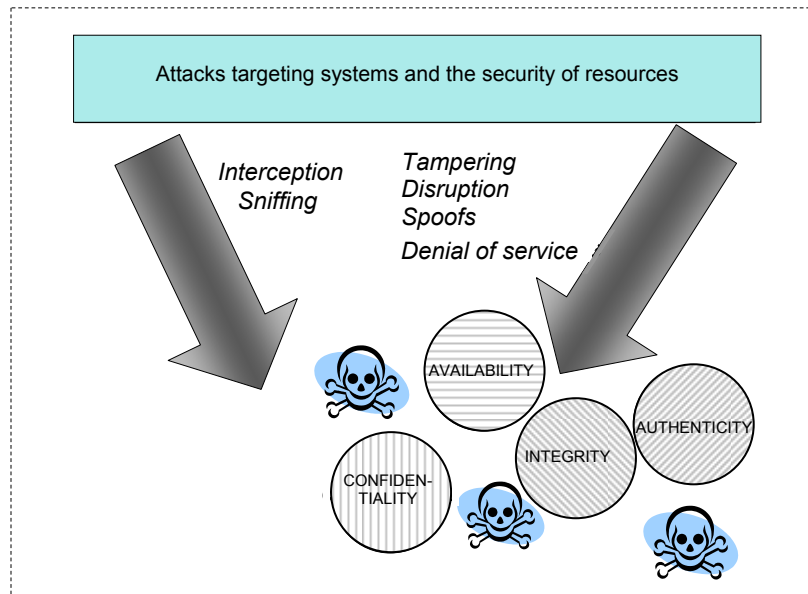 Attacks targeting systems and the security of resources
Interception
Sniffing
Tampering
Disruption
Spoofs
Denial of service
AVAILABILITY
AUTHENTICITY
INTEGRITY
CONFIDEN-
TIALITY